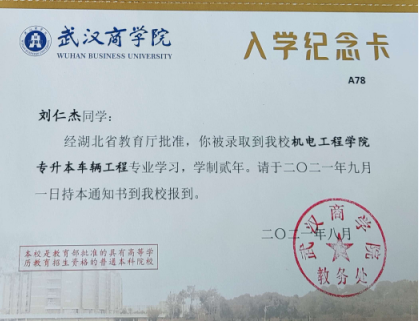 武汉商学院
WUHAN BUSINESS UNIVERSITY
入学纪念卡
A78
刘仁杰同学:
经湖北省教育厅批准，你被录取到我校机电工程学院
专升本车辆工程专业学习，学制贰年。请于二〇二一年九月
一日持本通知书到我校报到。
二〇二一年八月
武汉商学院
教务处
本校是教育部批准的具有高等学
历教育招生资格的普通本科院校